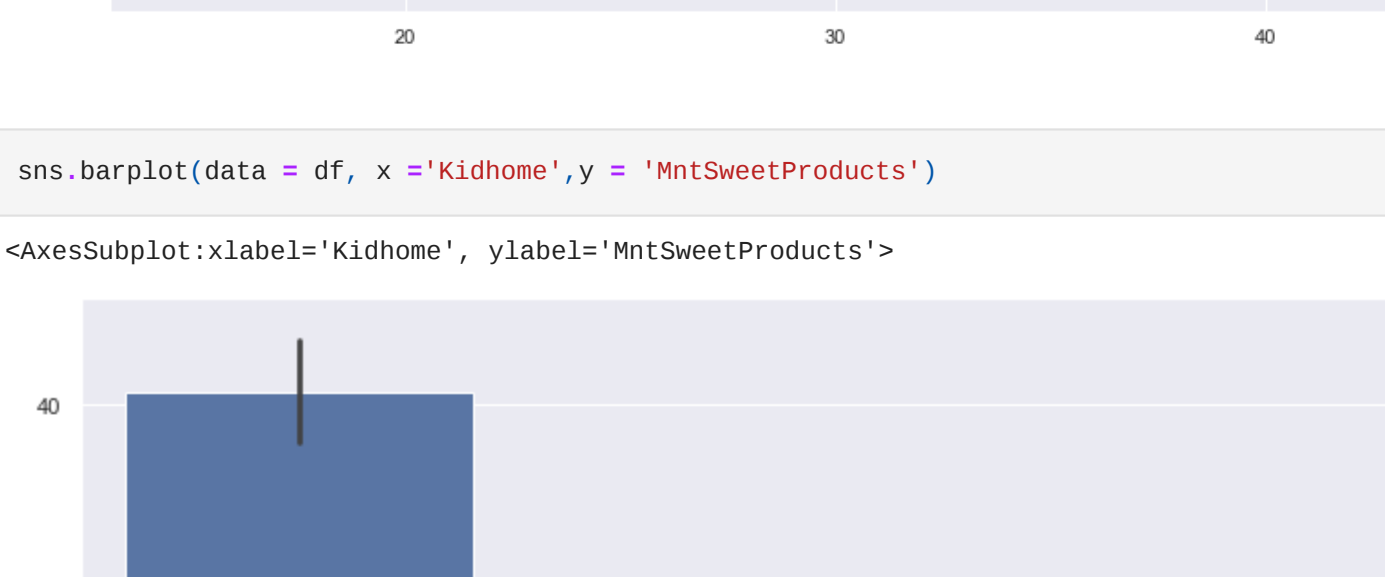 20 30 40
sns.barplot(data = df, x ='Kidhome',y = 'MntSweetProducts')
<AxesSubplot:xlabel='Kidhome', ylabel='MntSweetProducts'>
40